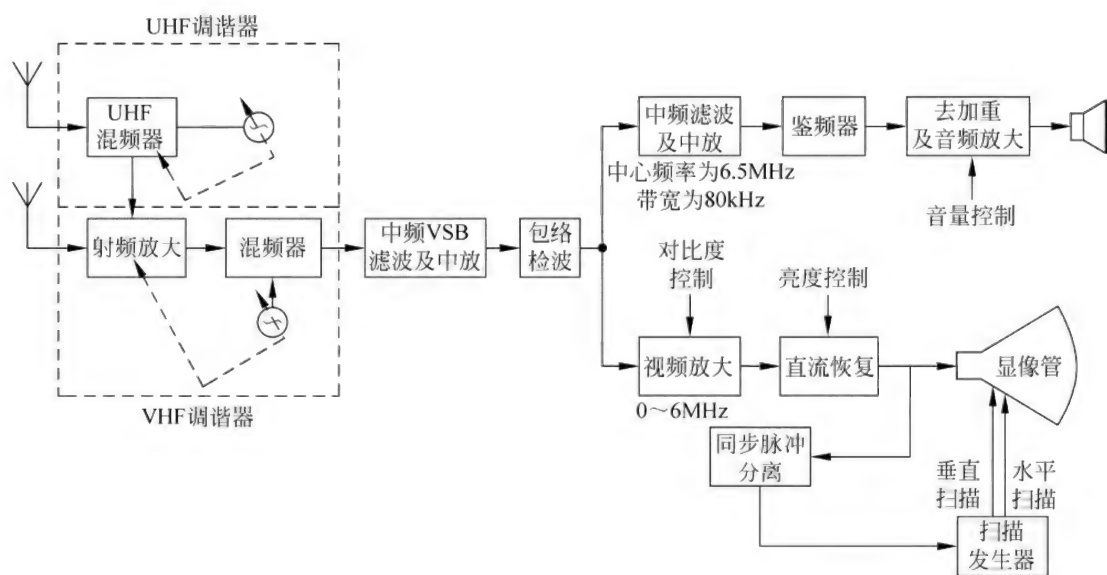 UHF调谐器
UHF
混频器
射频放大
混频器
VHF调谐器
中频VSB
滤波及中放
包络
检波
中频滤波
及中放
中心频率为6.5MHz
带宽为80kHz
鉴频器
去加重
及音频放大
音量控制
对比度
控制
亮度控制
视频放大
0～6MHz
直流恢复
显像管
同步脉冲
分离
垂直
扫描
水平
扫描
扫描
发生器